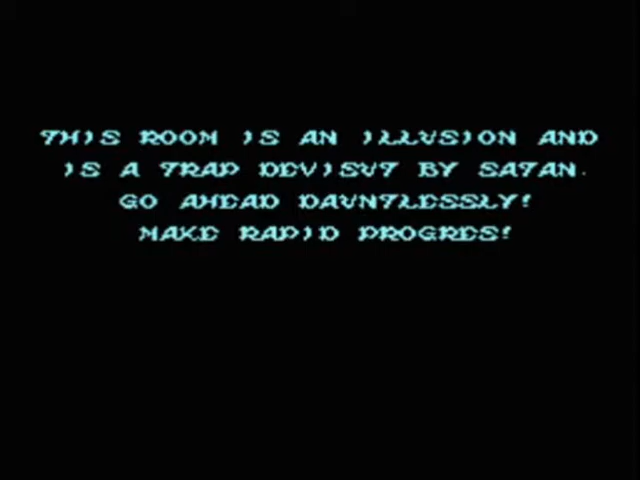 THIS ROOM IS AN ILLUSION AND
IS A TRAP DEVISUT BY SATAN.
GO AHEAD DAUNTLESSLY!
MAKE RAPID PROGRES!